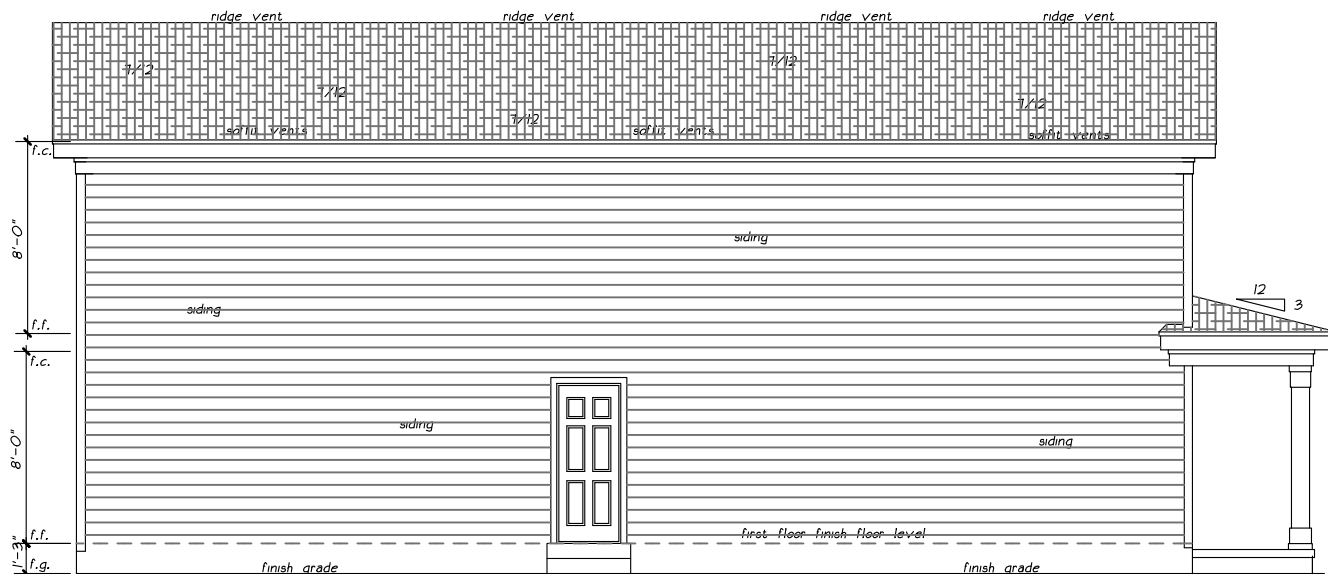 ridge vent ridge vent ridge vent ridge vent
7/12
7/12
7/12
7/12
7/12
soffit vents soffit vents soffit vents
f.c.
8'-0"
siding
12
3
siding
f.f.
f.c.
siding
siding
8'-0"
f.f.
first floor finish floor level
1'-3"
f.g.
finish grade finish grade